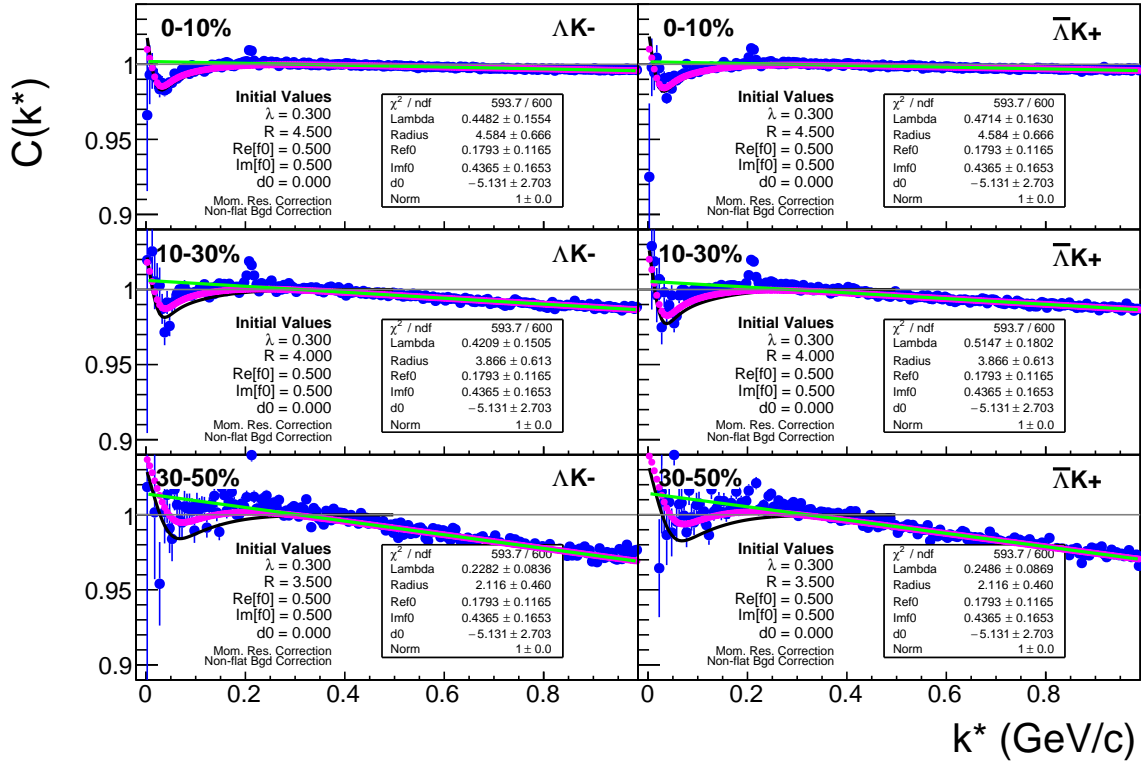 C(k*)
0-10%
ΛK-
1
0.95
0.9
Initial Values
λ = 0.300
R = 4.500
Re[f0] = 0.500
Im[f0] = 0.500
d0 = 0.000
Mom. Res. Correction
Non-flat Bgd Correction
χ² / ndf 593.7 / 600
Lambda 0.4482 ± 0.1554
Radius 4.584 ± 0.666
Ref0 0.1793 ± 0.1165
Imf0 0.4365 ± 0.1653
d0 −5.131 ± 2.703
Norm 1 ± 0.0
0-10%
Λ̅K+
Initial Values
λ = 0.300
R = 4.500
Re[f0] = 0.500
Im[f0] = 0.500
d0 = 0.000
Mom. Res. Correction
Non-flat Bgd Correction
χ² / ndf 593.7 / 600
Lambda 0.4714 ± 0.1630
Radius 4.584 ± 0.666
Ref0 0.1793 ± 0.1165
Imf0 0.4365 ± 0.1653
d0 −5.131 ± 2.703
Norm 1 ± 0.0
10-30%
ΛK-
1
0.95
0.9
Initial Values
λ = 0.300
R = 4.000
Re[f0] = 0.500
Im[f0] = 0.500
d0 = 0.000
Mom. Res. Correction
Non-flat Bgd Correction
χ² / ndf 593.7 / 600
Lambda 0.4209 ± 0.1505
Radius 3.866 ± 0.613
Ref0 0.1793 ± 0.1165
Imf0 0.4365 ± 0.1653
d0 −5.131 ± 2.703
Norm 1 ± 0.0
10-30%
Λ̅K+
Initial Values
λ = 0.300
R = 4.000
Re[f0] = 0.500
Im[f0] = 0.500
d0 = 0.000
Mom. Res. Correction
Non-flat Bgd Correction
χ² / ndf 593.7 / 600
Lambda 0.5147 ± 0.1802
Radius 3.866 ± 0.613
Ref0 0.1793 ± 0.1165
Imf0 0.4365 ± 0.1653
d0 −5.131 ± 2.703
Norm 1 ± 0.0
30-50%
ΛK-
1
0.95
0.9
Initial Values
λ = 0.300
R = 3.500
Re[f0] = 0.500
Im[f0] = 0.500
d0 = 0.000
Mom. Res. Correction
Non-flat Bgd Correction
χ² / ndf 593.7 / 600
Lambda 0.2282 ± 0.0836
Radius 2.116 ± 0.460
Ref0 0.1793 ± 0.1165
Imf0 0.4365 ± 0.1653
d0 −5.131 ± 2.703
Norm 1 ± 0.0
30-50%
Λ̅K+
Initial Values
λ = 0.300
R = 3.500
Re[f0] = 0.500
Im[f0] = 0.500
d0 = 0.000
Mom. Res. Correction
Non-flat Bgd Correction
χ² / ndf 593.7 / 600
Lambda 0.2486 ± 0.0869
Radius 2.116 ± 0.460
Ref0 0.1793 ± 0.1165
Imf0 0.4365 ± 0.1653
d0 −5.131 ± 2.703
Norm 1 ± 0.0
0 0.2 0.4 0.6 0.8 0 0.2 0.4 0.6 0.8
k* (GeV/c)